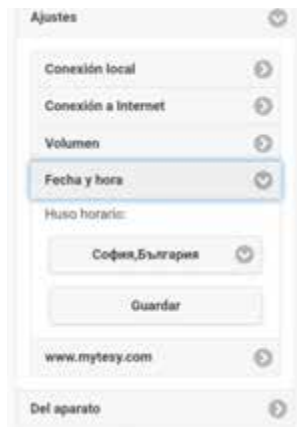 Ajustes
Conexión local
Conexión a Internet
Volumen
Fecha y hora
Huso horario:
София,България
Guardar
www.mytesy.com
Del aparato